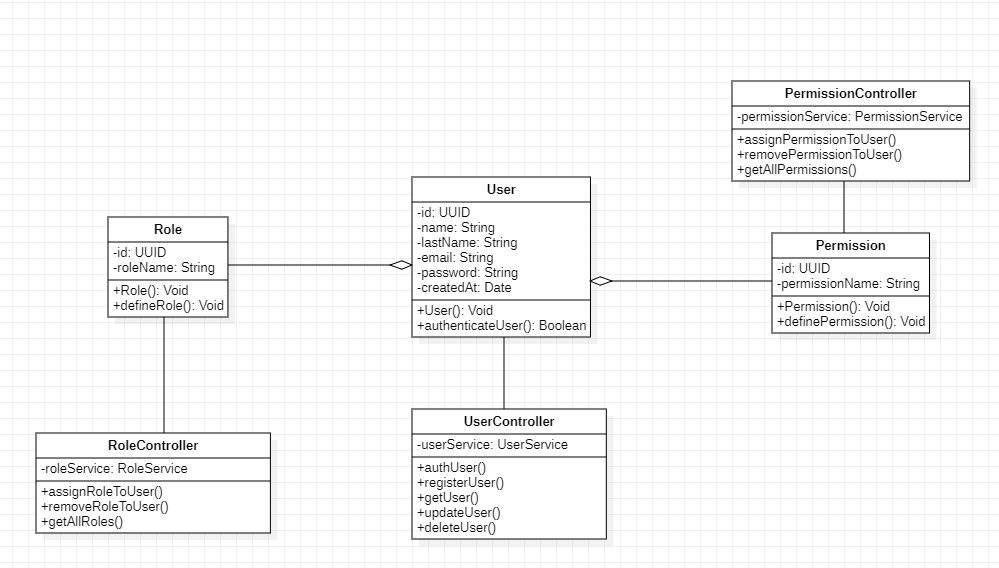 PermissionController
-permissionService: PermissionService
+assignPermissionToUser()
+removePermissionToUser()
+getAllPermissions()
User
-id: UUID
-name: String
-lastName: String
-email: String
-password: String
-createdAt: Date
+User(): Void
+authenticateUser(): Boolean
Role
-id: UUID
-roleName: String
+Role(): Void
+defineRole(): Void
Permission
-id: UUID
-permissionName: String
+Permission(): Void
+definePermission(): Void
RoleController
-roleService: RoleService
+assignRoleToUser()
+removeRoleToUser()
+getAllRoles()
UserController
-userService: UserService
+authUser()
+registerUser()
+getUser()
+updateUser()
+deleteUser()